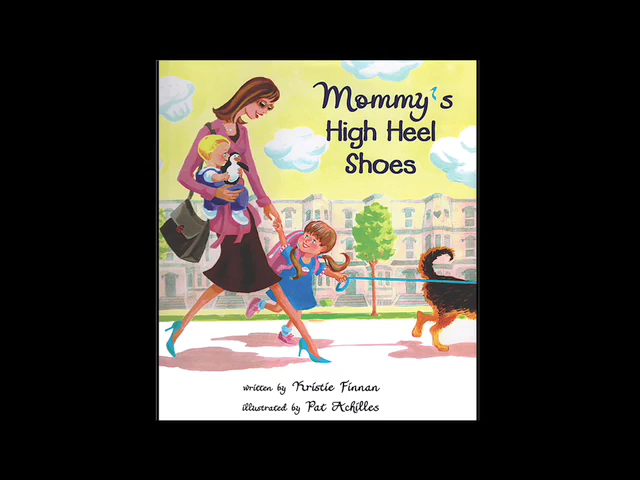 Mommy's
High Heel
Shoes
written by Kristie Finnan
illustrated by Pat Achilles